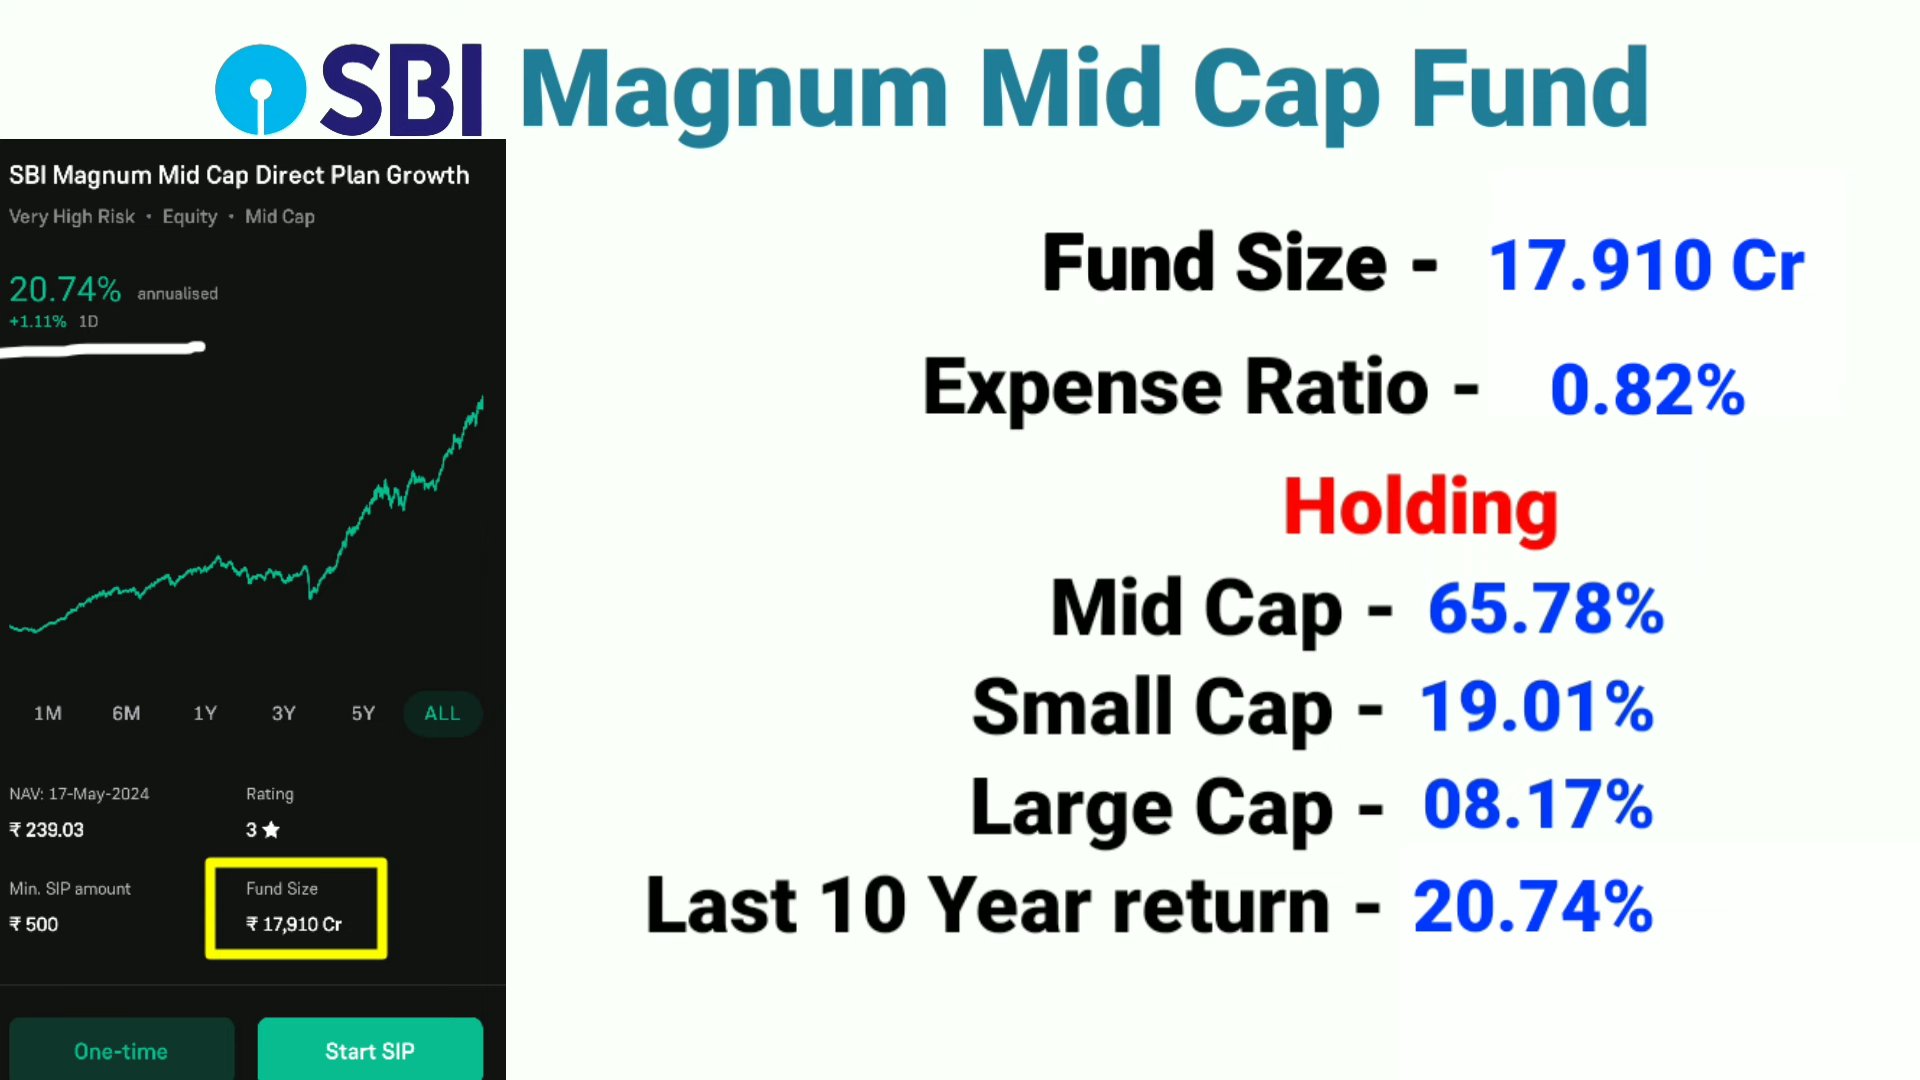 SBI Magnum Mid Cap Fund
SBI Magnum Mid Cap Direct Plan Growth
Very High Risk • Equity • Mid Cap
20.74% annualised
+1.11% 1D
1M 6M 1Y 3Y 5Y ALL
NAV: 17-May-2024 Rating
₹ 239.03 3 ★
Min. SIP amount Fund Size
₹ 500 ₹ 17,910 Cr
One-time Start SIP
Fund Size - 17.910 Cr
Expense Ratio - 0.82%
Holding
Mid Cap - 65.78%
Small Cap - 19.01%
Large Cap - 08.17%
Last 10 Year return - 20.74%